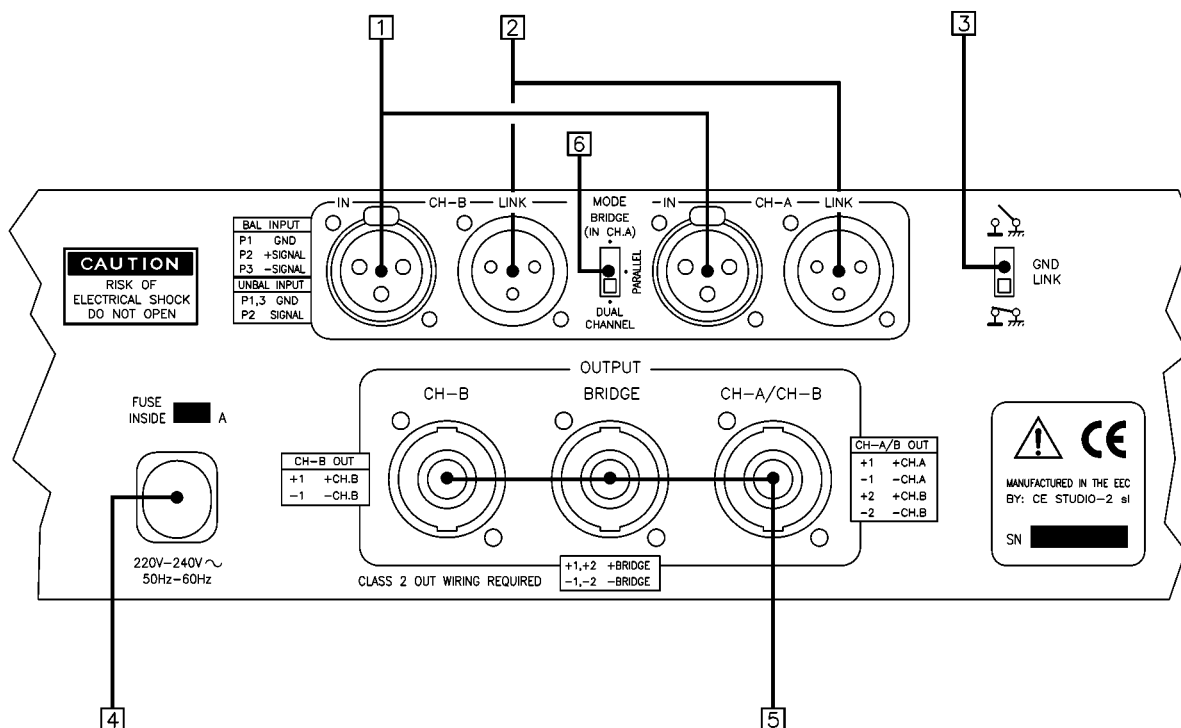 1
2
3
6
IN CH-B LINK
MODE
BRIDGE
(IN CH.A)
PARALLEL
DUAL
CHANNEL
IN CH-A LINK
BAL INPUT
P1 GND
P2 +SIGNAL
P3 -SIGNAL
UNBAL INPUT
P1,3 GND
P2 SIGNAL
CAUTION
RISK OF
ELECTRICAL SHOCK
DO NOT OPEN
GND
LINK
OUTPUT
CH-B
BRIDGE
CH-A/CH-B
FUSE
INSIDE A
CH-B OUT
+1 +CH.B
-1 -CH.B
CH-A/B OUT
+1 +CH.A
-1 -CH.A
+2 +CH.B
-2 -CH.B
CE
MANUFACTURED IN THE EEC
BY: CE STUDIO-2 sl
SN
220V-240V~
50Hz-60Hz
CLASS 2 OUT WIRING REQUIRED
+1,+2 +BRIDGE
-1,-2 -BRIDGE
4
5